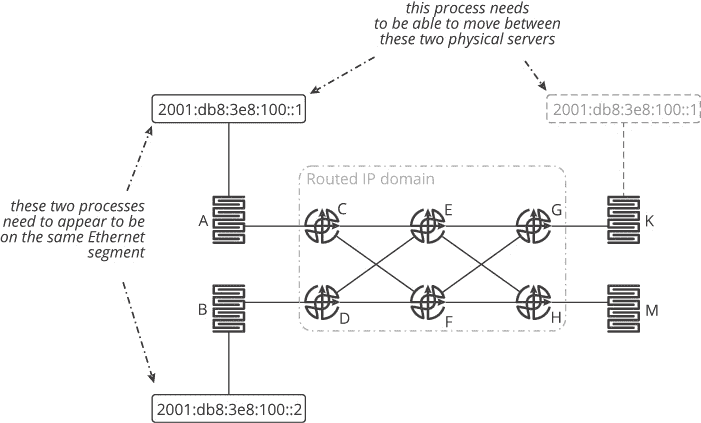 this process needs
to be able to move between
these two physical servers
2001:db8:3e8:100::1
2001:db8:3e8:100::1
Routed IP domain
these two processes
need to appear to be
on the same Ethernet
segment
A
C
E
G
K
B
D
F
H
M
2001:db8:3e8:100::2